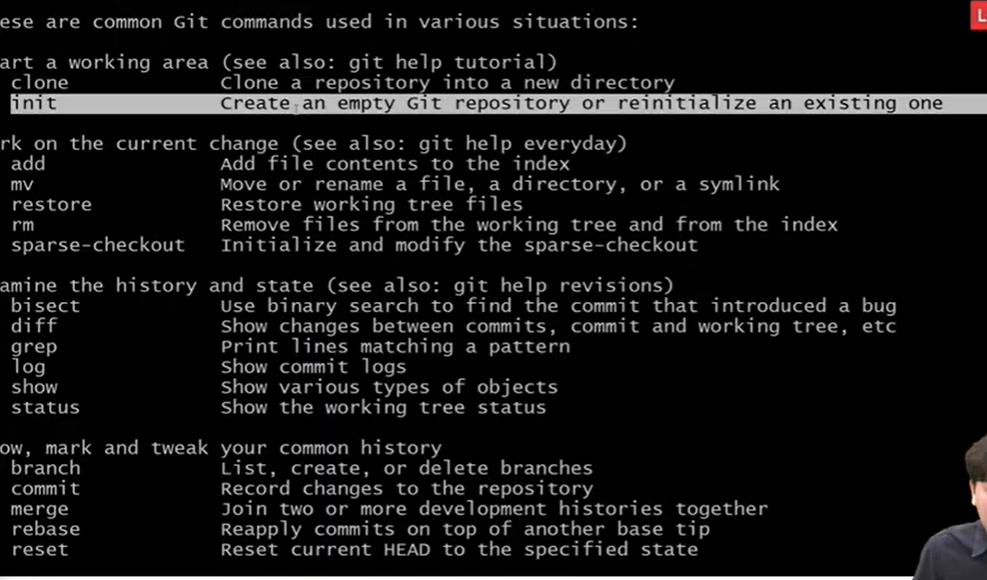 ese are common Git commands used in various situations:
L
art a working area (see also: git help tutorial)
clone Clone a repository into a new directory
init Create an empty Git repository or reinitialize an existing one
rk on the current change (see also: git help everyday)
add Add file contents to the index
mv Move or rename a file, a directory, or a symlink
restore Restore working tree files
rm Remove files from the working tree and from the index
sparse-checkout Initialize and modify the sparse-checkout
amine the history and state (see also: git help revisions)
bisect Use binary search to find the commit that introduced a bug
diff Show changes between commits, commit and working tree, etc
grep Print lines matching a pattern
log Show commit logs
show Show various types of objects
status Show the working tree status
ow, mark and tweak your common history
branch List, create, or delete branches
commit Record changes to the repository
merge Join two or more development histories together
rebase Reapply commits on top of another base tip
reset Reset current HEAD to the specified state